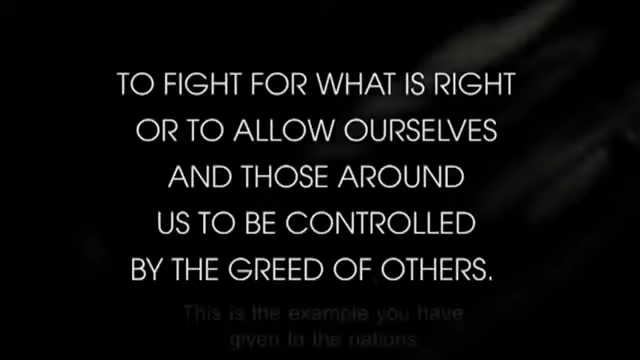 TO FIGHT FOR WHAT IS RIGHT
OR TO ALLOW OURSELVES
AND THOSE AROUND
US TO BE CONTROLLED
BY THE GREED OF OTHERS.
This is the example you have
given to the nations